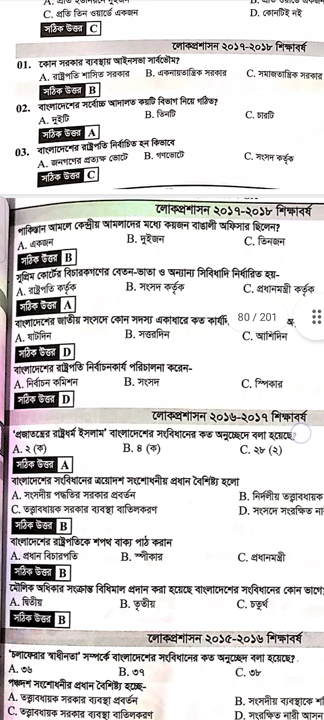 C. প্রতি তিন ওয়ার্ডে একজন D. কোনটিই নয়
সঠিক উত্তর C
লোকপ্রশাসন ২০১৭-২০১৮ শিক্ষাবর্ষ
01. কোন সরকার ব্যবস্থায় আইনসভা সার্বভৌম?
A. রাষ্ট্রপতি শাসিত সরকার B. একনায়তান্ত্রিক সরকার C. সমাজতান্ত্রিক সরকার
সঠিক উত্তর B
02. বাংলাদেশের সর্বোচ্চ আদালত কয়টি বিভাগ নিয়ে গঠিত?
A. দুইটি B. তিনটি C. চারটি
সঠিক উত্তর A
03. বাংলাদেশের রাষ্ট্রপতি নির্বাচিত হন কিভাবে
A. জনগণের প্রত্যক্ষ ভোটে B. গণভোটে C. সংসদ কর্তৃক
সঠিক উত্তর C
লোকপ্রশাসন ২০১৭-২০১৮ শিক্ষাবর্ষ
পাকিস্তান আমলে কেন্দ্রীয় আমলাদের মধ্যে কয়জন বাঙালী অফিসার ছিলেন?
A. একজন B. দুইজন C. তিনজন
সঠিক উত্তর B
সুপ্রিম কোর্টের বিচারকগণের বেতন-ভাতা ও অন্যান্য সিবিধাদি নির্ধারিত হয়-
A. রাষ্ট্রপতি কর্তৃক B. সংসদ কর্তৃক C. প্রধানমন্ত্রী কর্তৃক
সঠিক উত্তর A
বাংলাদেশের জাতীয় সংসদে কোন সদস্য একাধারে কত কার্যদি 80 / 201 অ
A. ষাটদিন B. সত্তরদিন C. আশিদিন
সঠিক উত্তর D
বাংলাদেশের রাষ্ট্রপতি নির্বাচনকার্য পরিচালনা করেন-
A. নির্বাচন কমিশন B. সংসদ C. স্পিকার
সঠিক উত্তর D
লোকপ্রশাসন ২০১৬-২০১৭ শিক্ষাবর্ষ
'প্রজাতন্ত্রের রাষ্ট্রধর্ম ইসলাম' বাংলাদেশের সংবিধানের কত অনুচ্ছেদে বলা হয়েছে?
A. ২ (ক) B. ৪ (ক) C. ২৮ (২)
সঠিক উত্তর A
বাংলাদেশের সংবিধানের ত্রয়োদশ সংশোধনীয় প্রধান বৈশিষ্ট্য হলো
A. সংসদীয় পদ্ধতির সরকার প্রবর্তন B. নির্দলীয় তত্ত্বাবধায়ক
C. তত্ত্বাবধায়ক সরকার ব্যবস্থা বাতিলকরণ D. সংসদে সংরক্ষিত না
সঠিক উত্তর B
বাংলাদেশের রাষ্ট্রপতিকে শপথ বাক্য পাঠ করান
A. প্রধান বিচারপতি B. স্পীকার C. প্রধানমন্ত্রী
সঠিক উত্তর B
মৌলিক অধিকার সংক্রান্ত বিধিমাল প্রদান করা হয়েছে বাংলাদেশের সংবিধানের কোন ভাগে
A. দ্বিতীয় B. তৃতীয় C. চতুর্থ
সঠিক উত্তর B
লোকপ্রশাসন ২০১৫-২০১৬ শিক্ষাবর্ষ
'চলাফেরার স্বাধীনতা' সম্পর্কে বাংলাদেশের সংবিধানের কত অনুচ্ছেদ বলা হয়েছে?
A. ৩৬ B. ৩৭ C. ৩৮
পঞ্চদশ সংশোধনীর প্রধান বৈশিষ্ট্য হচ্ছে-
A. তত্ত্বাবধায়ক সরকার ব্যবস্থা প্রবর্তন B. সংসদীয় ব্যবস্থাকে
C. তত্ত্বাবধায়ক সরকার ব্যবস্থা বাতিলকরণ D. সংরক্ষিত নারী আসন